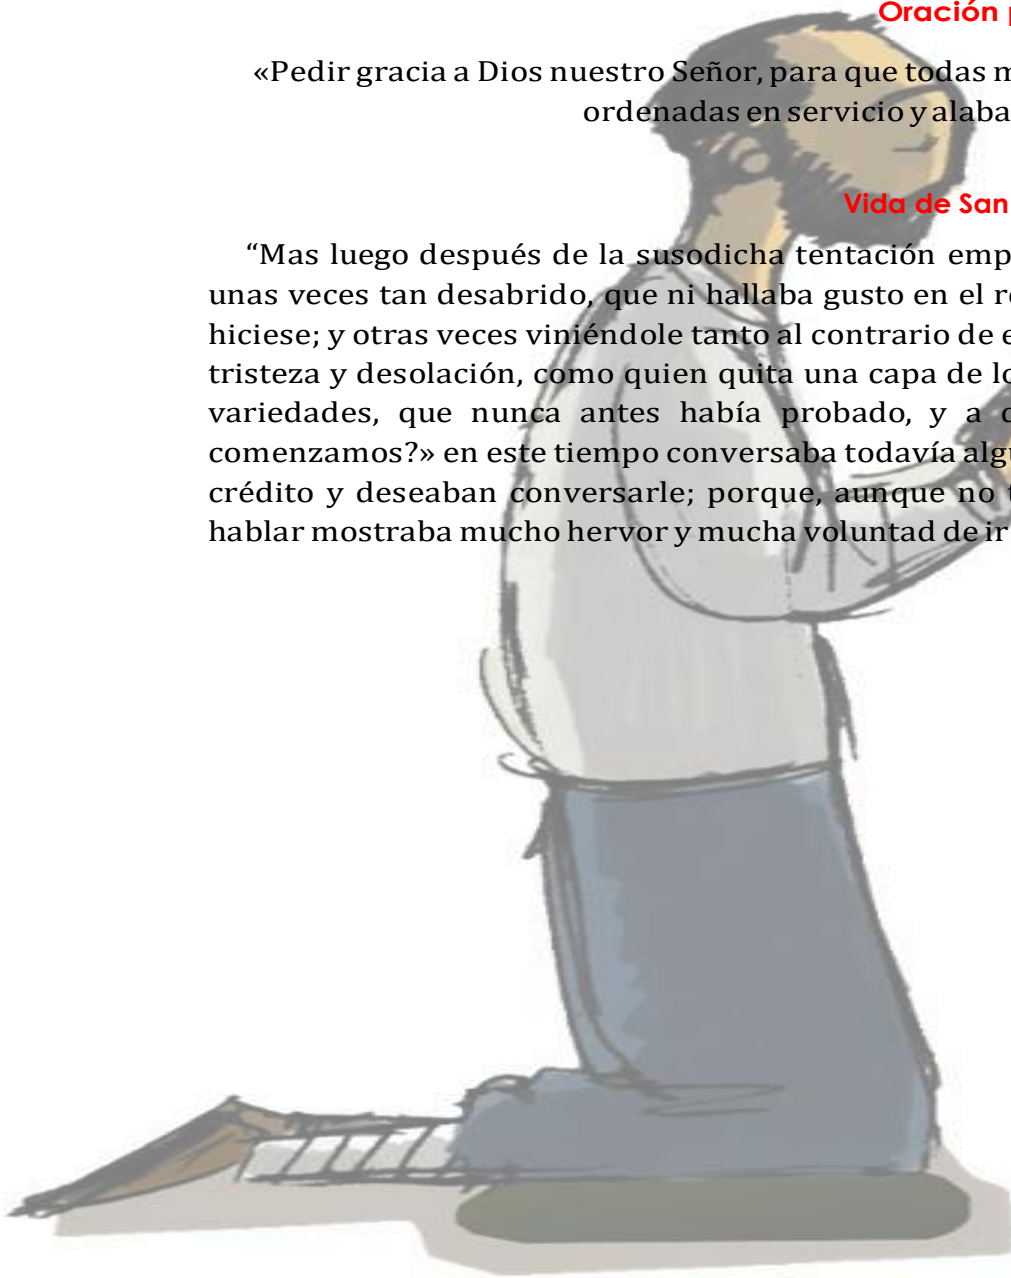 Oración p
«Pedir gracia a Dios nuestro Señor, para que todas m
ordenadas en servicio y alaba
Vida de San
“Mas luego después de la susodicha tentación emp
unas veces tan desabrido, que ni hallaba gusto en el re
hiciese; y otras veces viniéndole tanto al contrario de e
tristeza y desolación, como quien quita una capa de lo
variedades, que nunca antes había probado, y a d
comenzamos?» en este tiempo conversaba todavía algu
crédito y deseaban conversarle; porque, aunque no t
hablar mostraba mucho hervor y mucha voluntad de ir